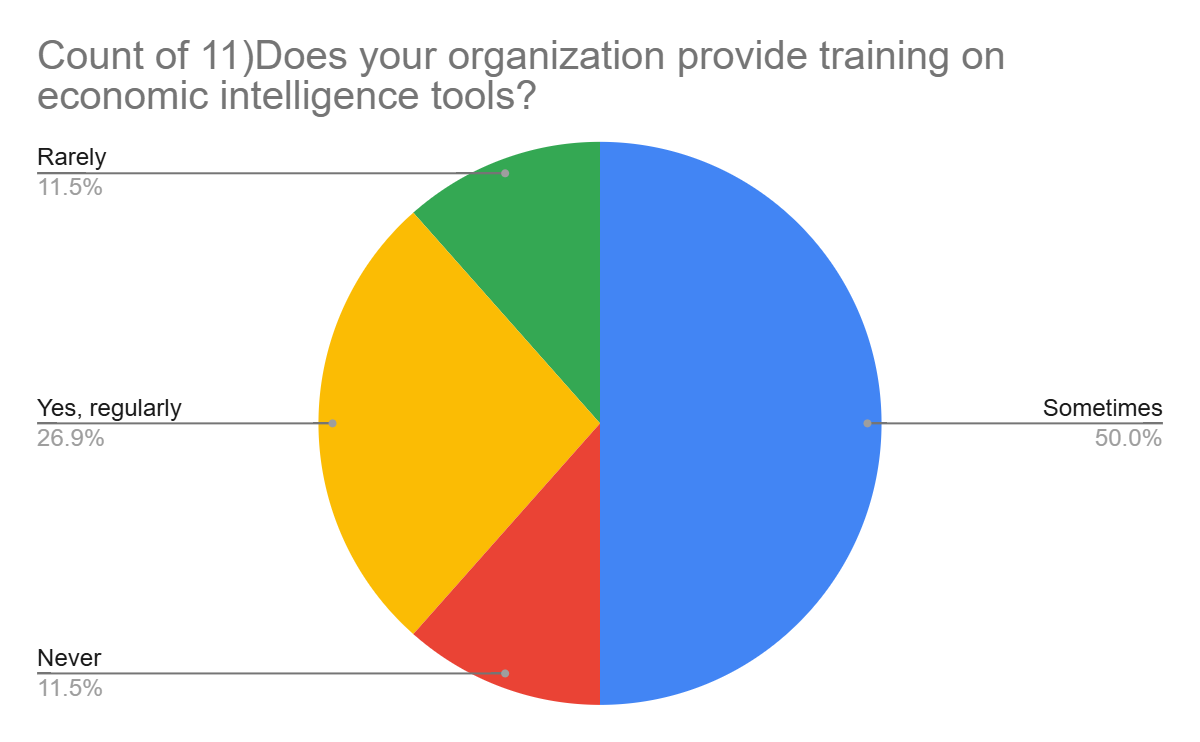 Count of 11)Does your organization provide training on
economic intelligence tools?
Rarely
11.5%
Yes, regularly
26.9%
Sometimes
50.0%
Never
11.5%